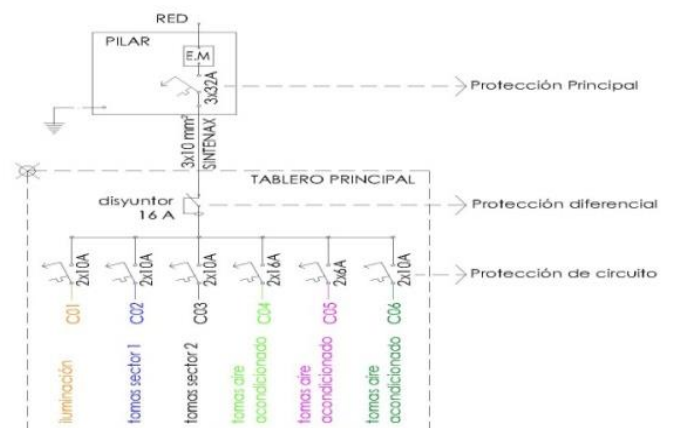 RED
PILAR
E.M
3x32A
Protección Principal
3x10 mm²
SINTENAX
TABLERO PRINCIPAL
disyuntor
16 A
Protección diferencial
2x10A
2x10A
2x10A
2x16A
2x6A
2x10A
Protección de circuito
C01
C02
C03
C04
C05
C06
iluminación
tomas sector 1
tomas sector 2
tomas aire
acondicionado
tomas aire
acondicionado
tomas aire
acondicionado